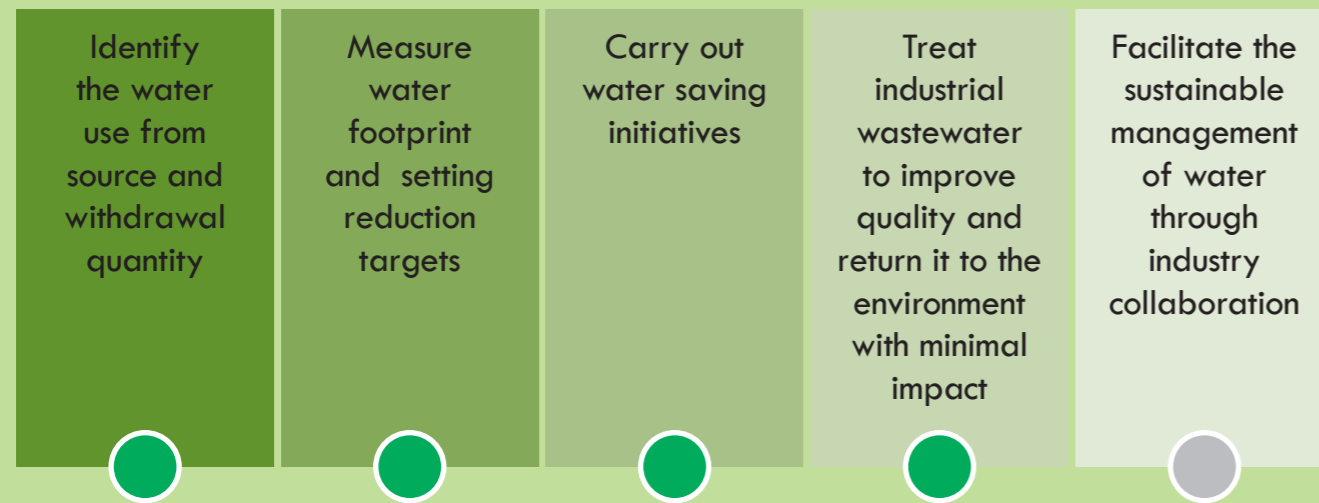 Identify
the water
use from
source and
withdrawal
quantity
Measure
water
footprint
and  setting
reduction
targets
Carry out
water saving
initiatives
Treat
industrial
wastewater
to improve
quality and
return it to the
environment
with minimal
impact
Facilitate the
sustainable
management
of water
through
industry
collaboration